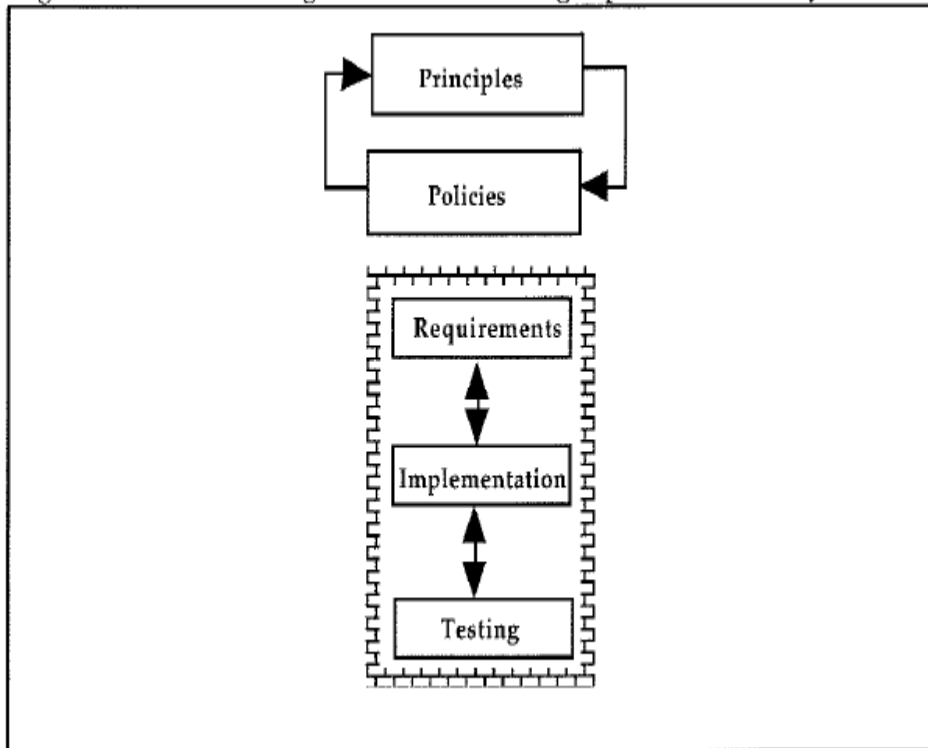 Principles
Policies
Requirements
Implementation
Testing